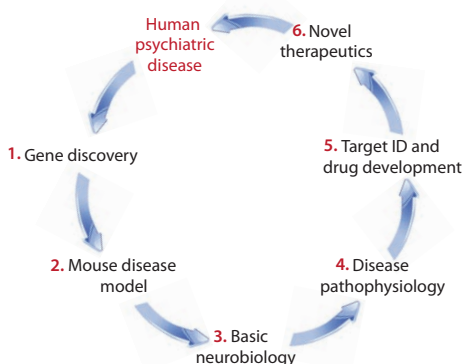 Human
psychiatric
disease
1. Gene discovery
2. Mouse disease
model
3. Basic
neurobiology
4. Disease
pathophysiology
5. Target ID and
drug development
6. Novel
therapeutics